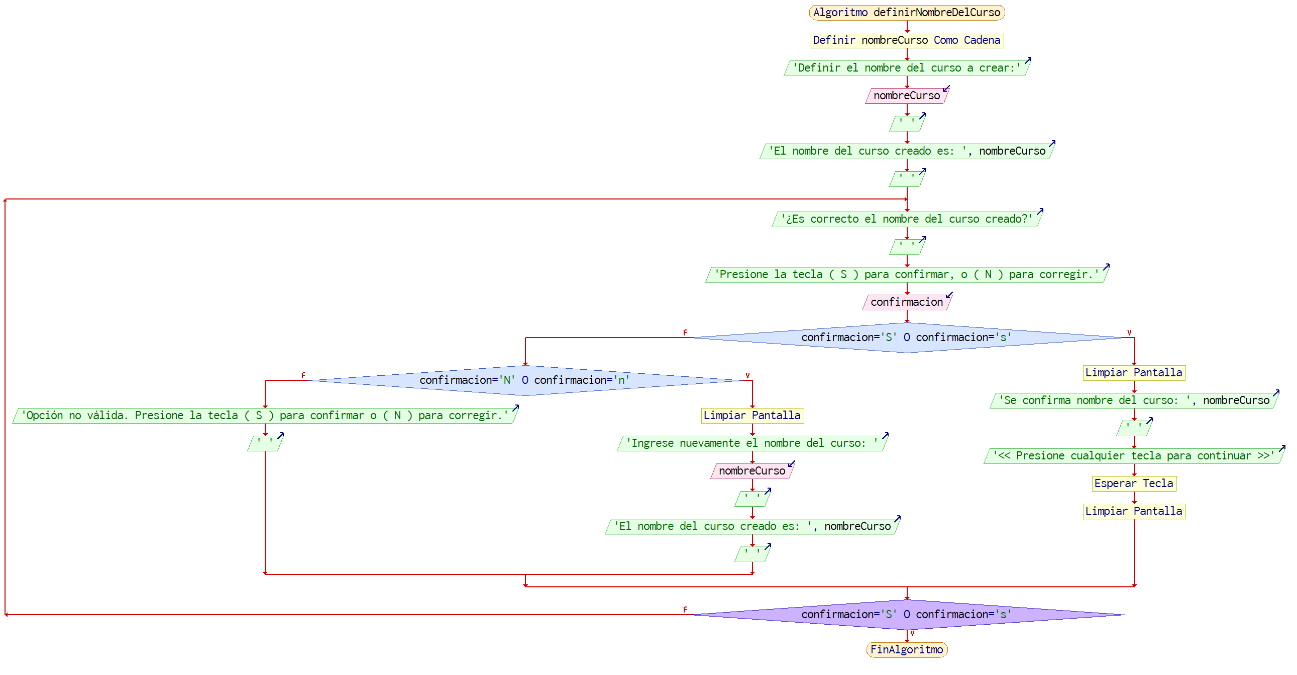 Algoritmo definirNombreDelCurso
Definir nombreCurso Como Cadena
'Definir el nombre del curso a crear:'
nombreCurso
' '
'El nombre del curso creado es: ', nombreCurso
' '
'¿Es correcto el nombre del curso creado?'
' '
'Presione la tecla ( S ) para confirmar, o ( N ) para corregir.'
confirmacion
F
confirmacion='S' O confirmacion='s'
V
F
confirmacion='N' O confirmacion='n'
V
'Opción no válida. Presione la tecla ( S ) para confirmar o ( N ) para corregir.'
' '
Limpiar Pantalla
'Ingrese nuevamente el nombre del curso: '
nombreCurso
' '
'El nombre del curso creado es: ', nombreCurso
' '
Limpiar Pantalla
'Se confirma nombre del curso: ', nombreCurso
' '
'<< Presione cualquier tecla para continuar >>'
Esperar Tecla
Limpiar Pantalla
F
confirmacion='S' O confirmacion='s'
V
FinAlgoritmo